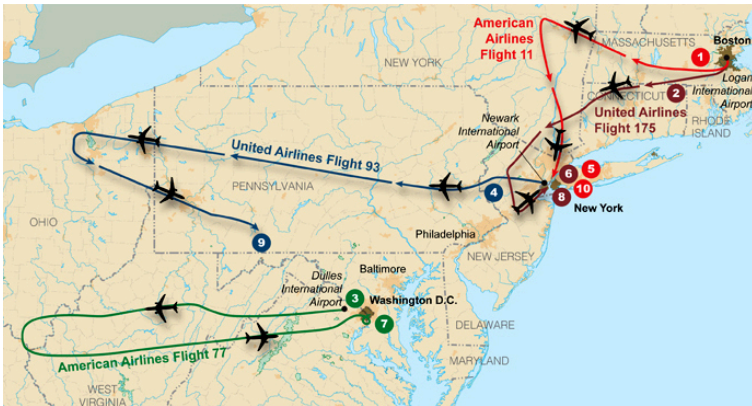 American
Airlines
Flight 11
MASSACHUSETTS
Boston
1
NEW YORK
Logan
International
Airport
2
CONNECTICUT
United Airlines
Flight 175
RHODE
ISLAND
Newark
International
Airport
United Airlines Flight 93
PENNSYLVANIA
4
6
5
8
10
New York
OHIO
9
Philadelphia
NEW JERSEY
Dulles
International
Airport
Baltimore
3
Washington D.C.
7
American Airlines Flight 77
DELAWARE
MARYLAND
WEST
VIRGINIA